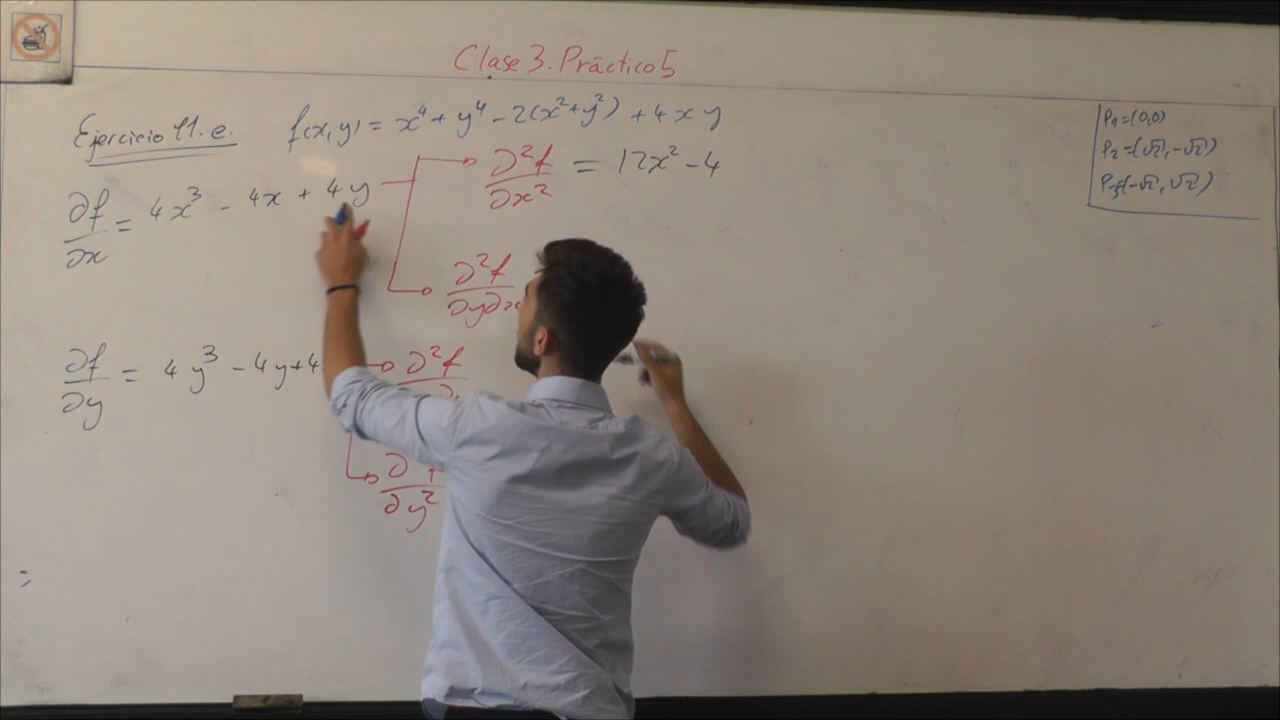 Clase 3. Práctico 5
Ejercicio 11.e. f(x,y) = x⁴ + y⁴ - 2(x² + y²) + 4xy
∂f/∂x = 4x³ - 4x + 4y
∂²f/∂x² = 12x² - 4
∂²f/∂y∂x
∂f/∂y = 4y³ - 4y + 4
∂²f
∂y²
P₁=(0,0)
P₂=(√2,-√2)
P₃=(-√2,√2)